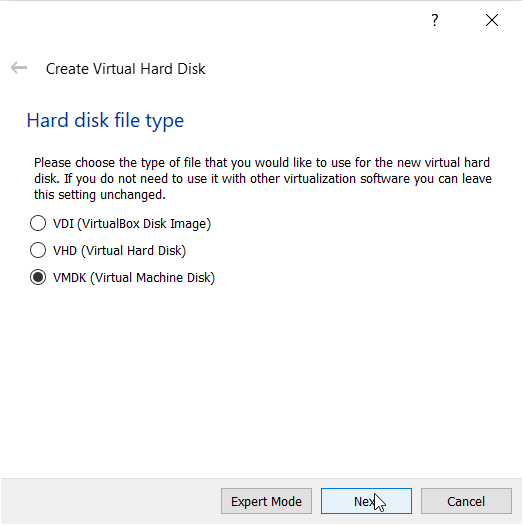 ?
Create Virtual Hard Disk
Hard disk file type
Please choose the type of file that you would like to use for the new virtual hard
disk. If you do not need to use it with other virtualization software you can leave
this setting unchanged.
VDI (VirtualBox Disk Image)
VHD (Virtual Hard Disk)
VMDK (Virtual Machine Disk)
Expert Mode
Next
Cancel